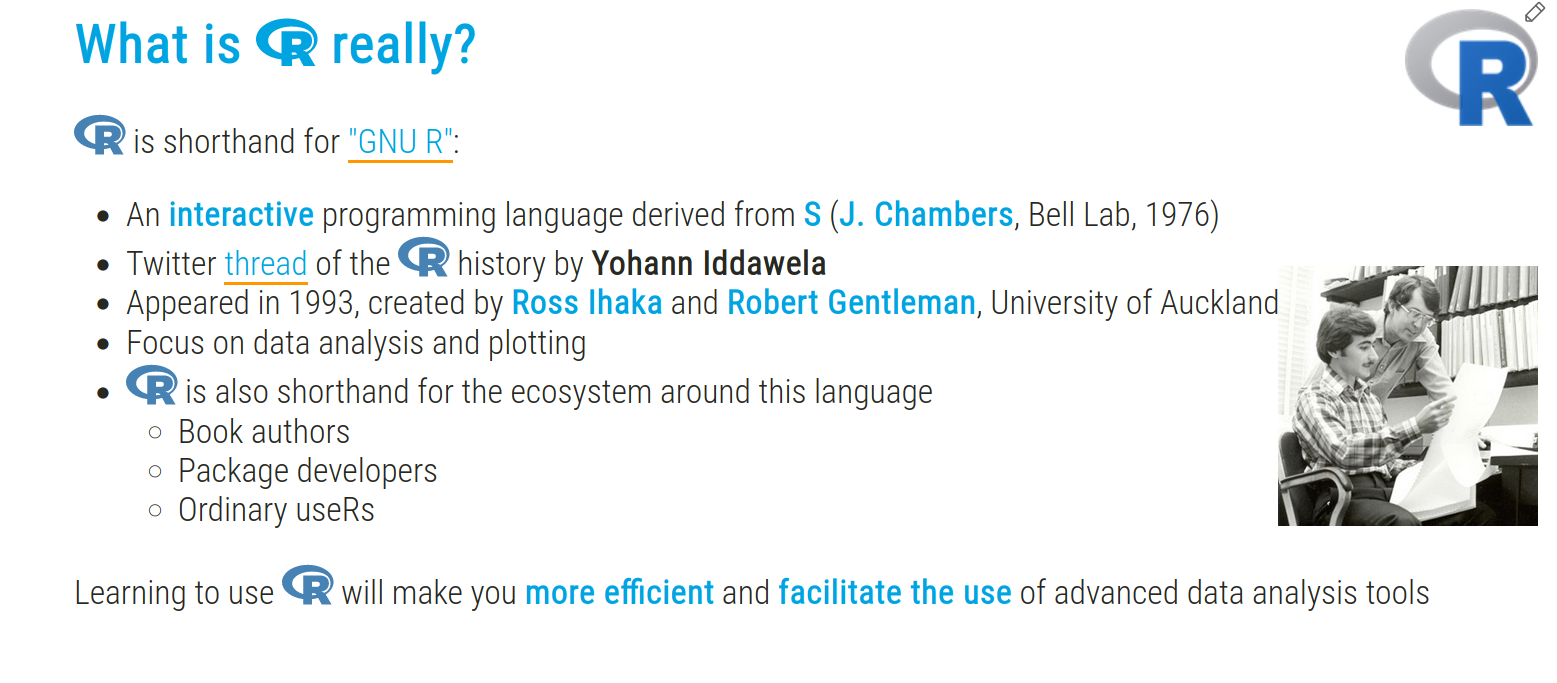 What is R really?
R is shorthand for "GNU R":
An interactive programming language derived from S (J. Chambers, Bell Lab, 1976)
Twitter thread of the R history by Yohann Iddawela
Appeared in 1993, created by Ross Ihaka and Robert Gentleman, University of Auckland
Focus on data analysis and plotting
R is also shorthand for the ecosystem around this language
Book authors
Package developers
Ordinary useRs
Learning to use R will make you more efficient and facilitate the use of advanced data analysis tools
R